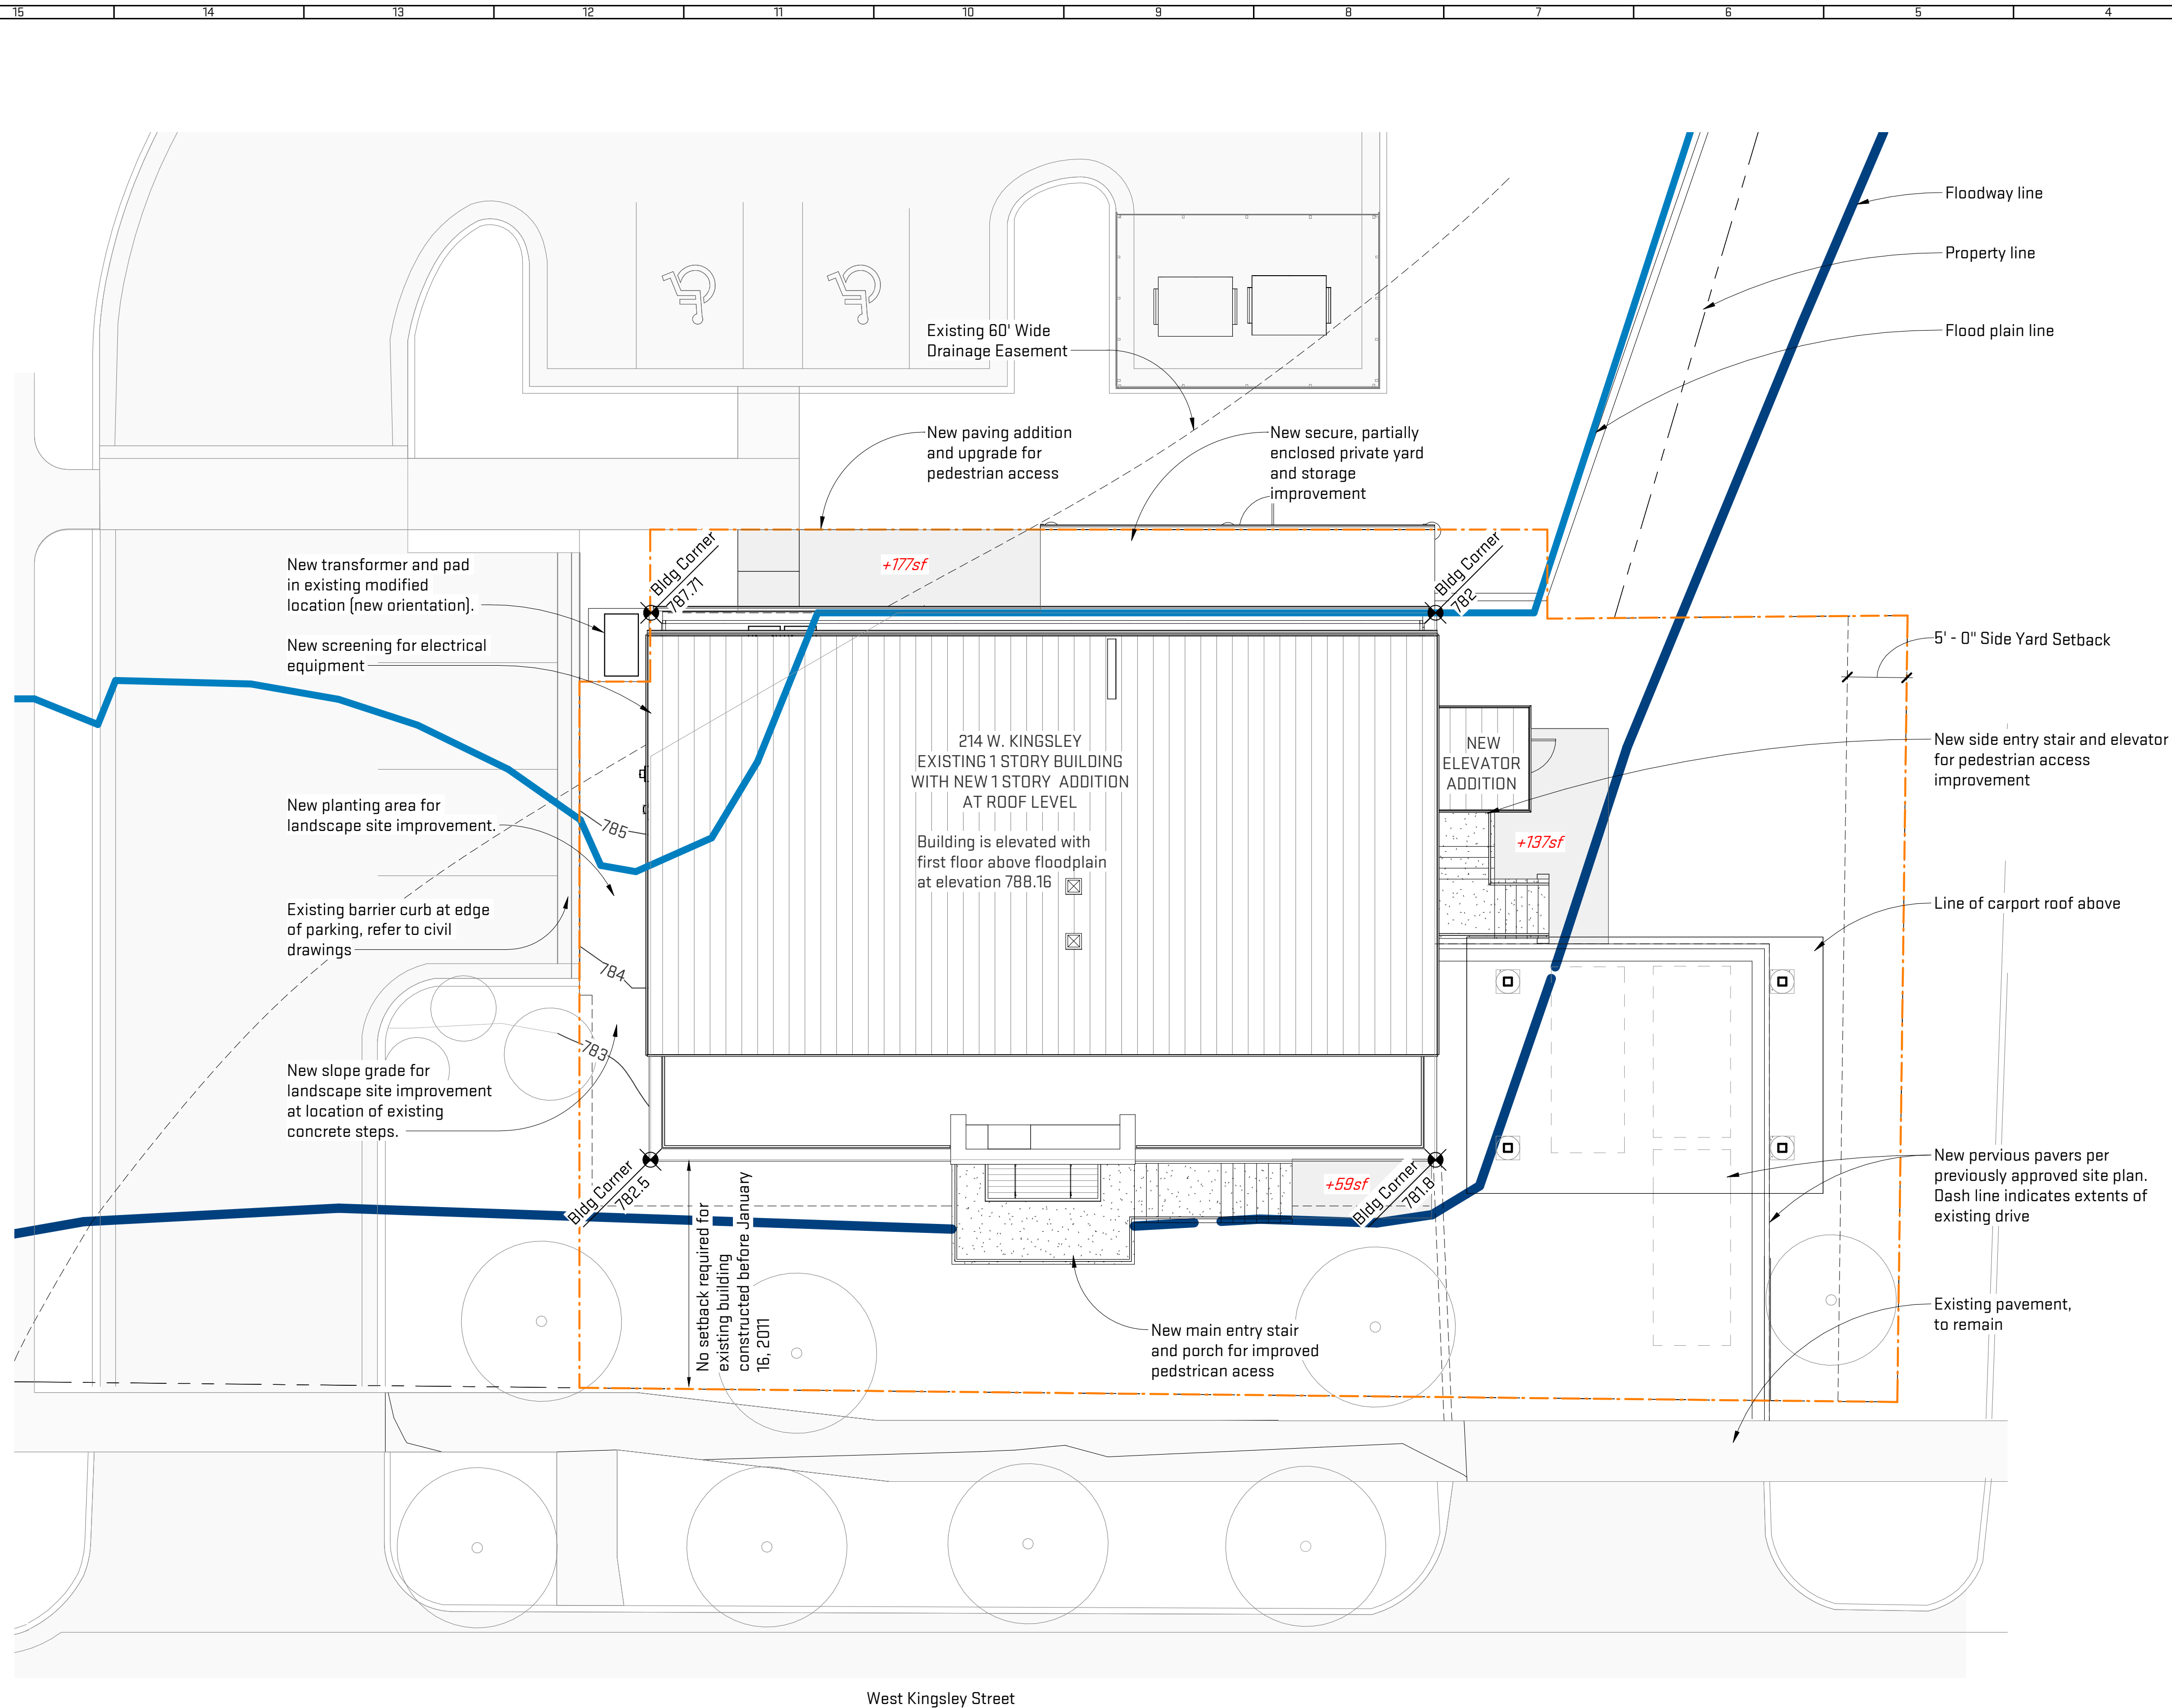 15
14
13
12
11
10
9
8
7
6
5
4
Floodway line
Property line
Flood plain line
Existing 60' Wide
Drainage Easement
New paving addition
and upgrade for
pedestrian access
New secure, partially
enclosed private yard
and storage
improvement
New transformer and pad
in existing modified
location (new orientation).
New screening for electrical
equipment
Bldg Corner
787.71
+177sf
Bldg Corner
782
5' - 0" Side Yard Setback
214 W. KINGSLEY
EXISTING 1 STORY BUILDING
WITH NEW 1 STORY ADDITION
AT ROOF LEVEL
Building is elevated with
first floor above floodplain
at elevation 788.16
NEW
ELEVATOR
ADDITION
New side entry stair and elevator
for pedestrian access
improvement
New planting area for
landscape site improvement.
785
+137sf
Existing barrier curb at edge
of parking, refer to civil
drawings
784
Line of carport roof above
783
New slope grade for
landscape site improvement
at location of existing
concrete steps.
Bldg Corner
782.5
No setback required for
existing building
constructed before January
16, 2011
+59sf
Bldg Corner
781.8
New pervious pavers per
previously approved site plan.
Dash line indicates extents of
existing drive
New main entry stair
and porch for improved
pedstrican acess
Existing pavement,
to remain
West Kingsley Street